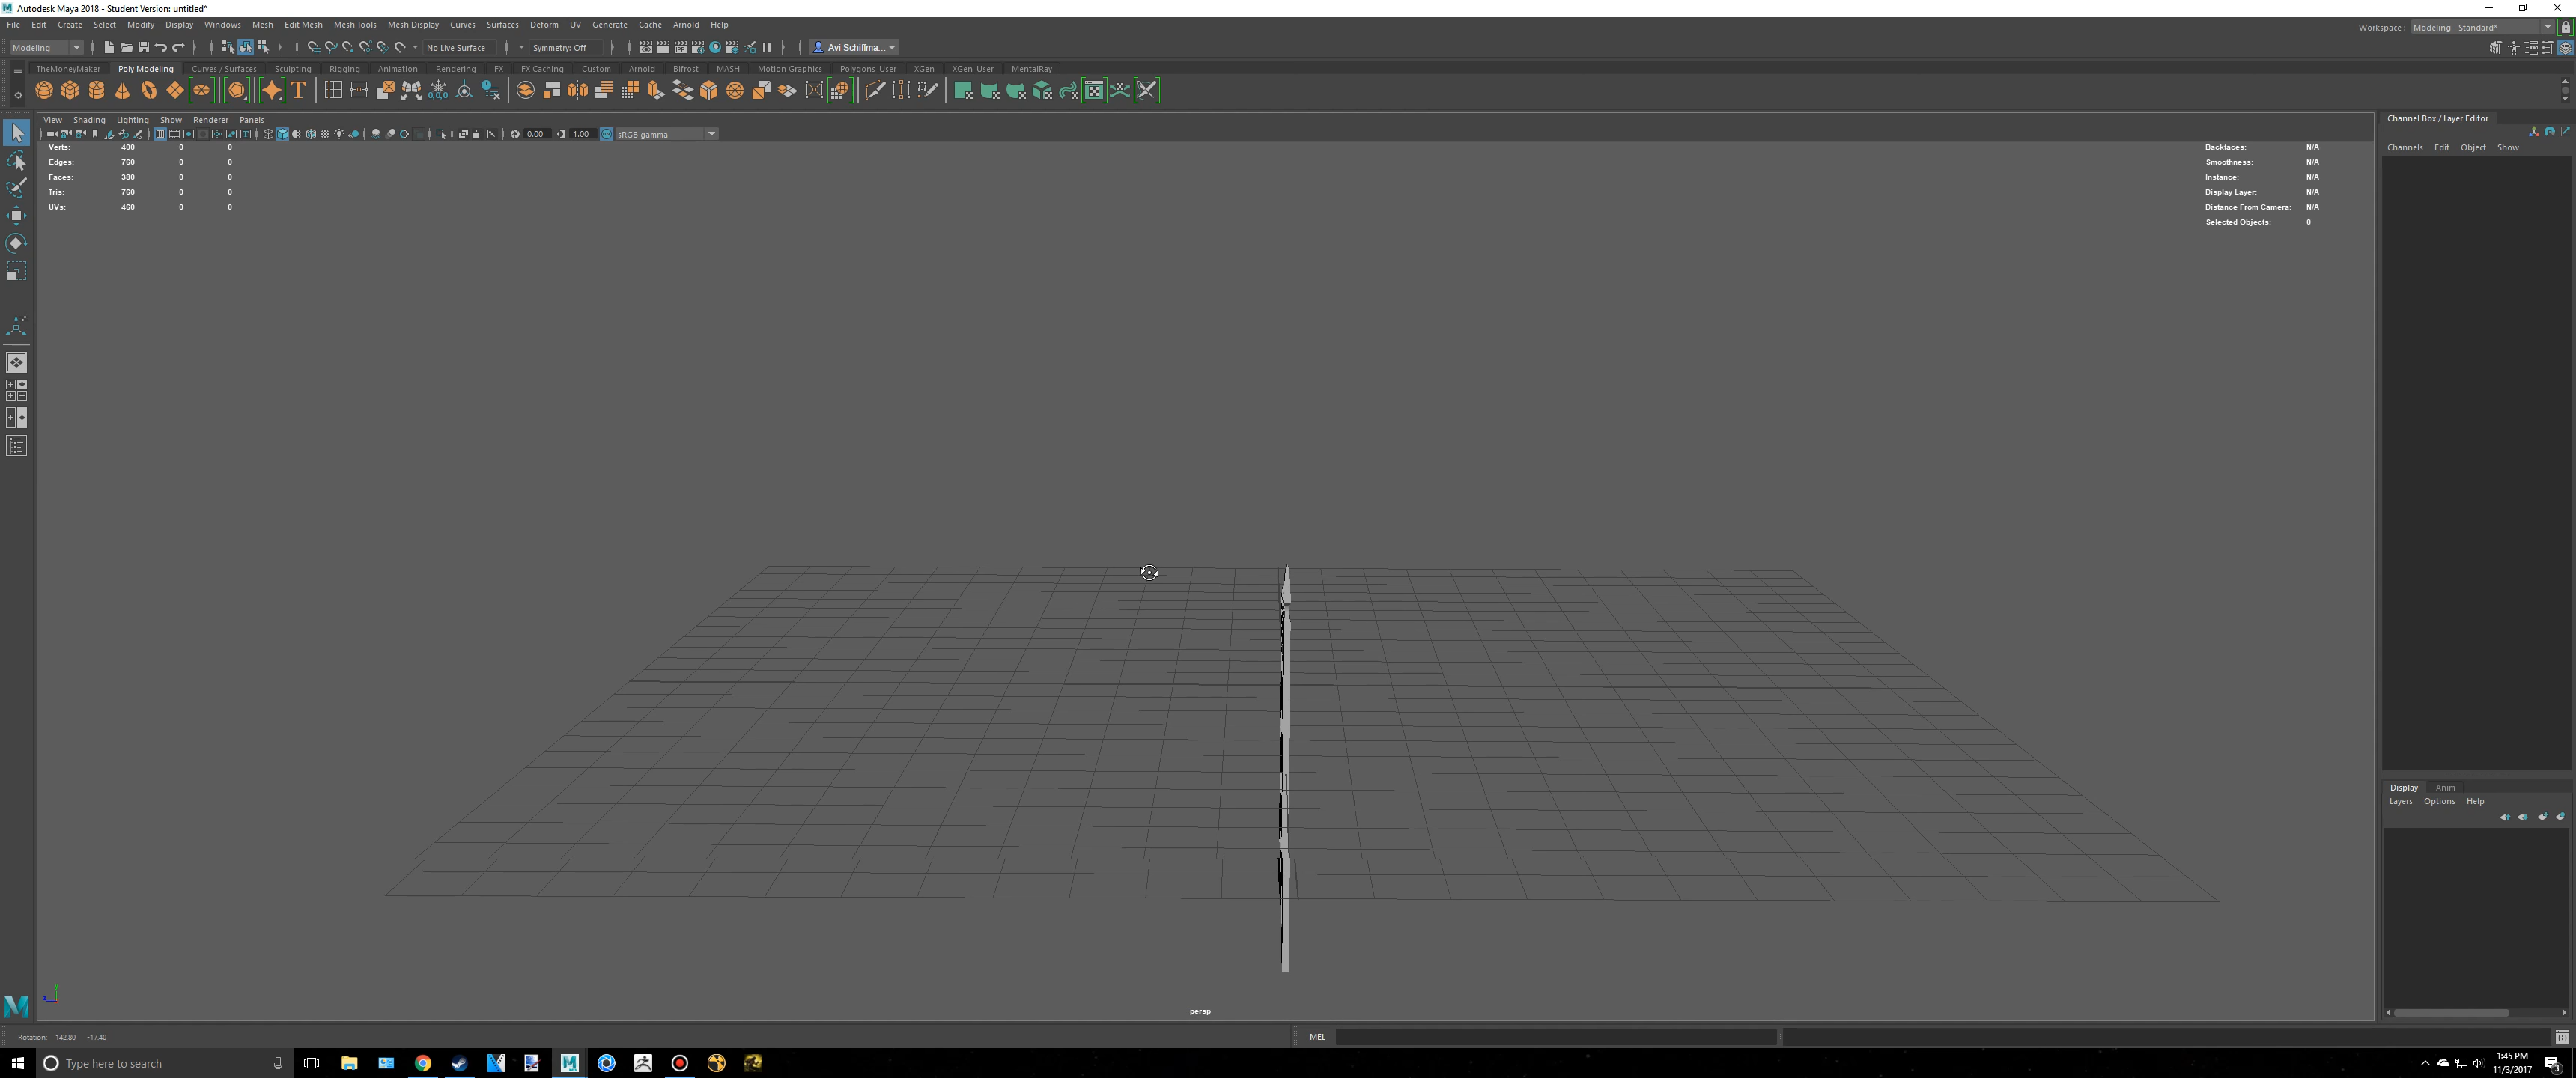 Autodesk Maya 2018 - Student Version: untitled*
File Edit Create Select Modify Display Windows Mesh Edit Mesh Mesh Tools Mesh Display Curves Surfaces Deform UV Generate Cache Arnold Help
Workspace : Modeling - Standard*
Modeling No Live Surface Symmetry: Off Avi Schiffma...
TheMoneyMaker Poly Modeling Curves / Surfaces Sculpting Rigging Animation Rendering FX FX Caching Custom Arnold Bifrost MASH Motion Graphics Polygons_User XGen XGen_User MentalRay
View Shading Lighting Show Renderer Panels
0.00 1.00 sRGB gamma
Channel Box / Layer Editor
Channels Edit Object Show
Verts: 400 0 0
Edges: 760 0 0
Faces: 380 0 0
Tris: 760 0 0
UVs: 460 0 0
Backfaces: N/A
Smoothness: N/A
Instance: N/A
Display Layer: N/A
Distance From Camera: N/A
Selected Objects: 0
Display Anim
Layers Options Help
persp
Rotation: 142.80 -17.40
MEL
Type here to search
1:45 PM
11/3/2017